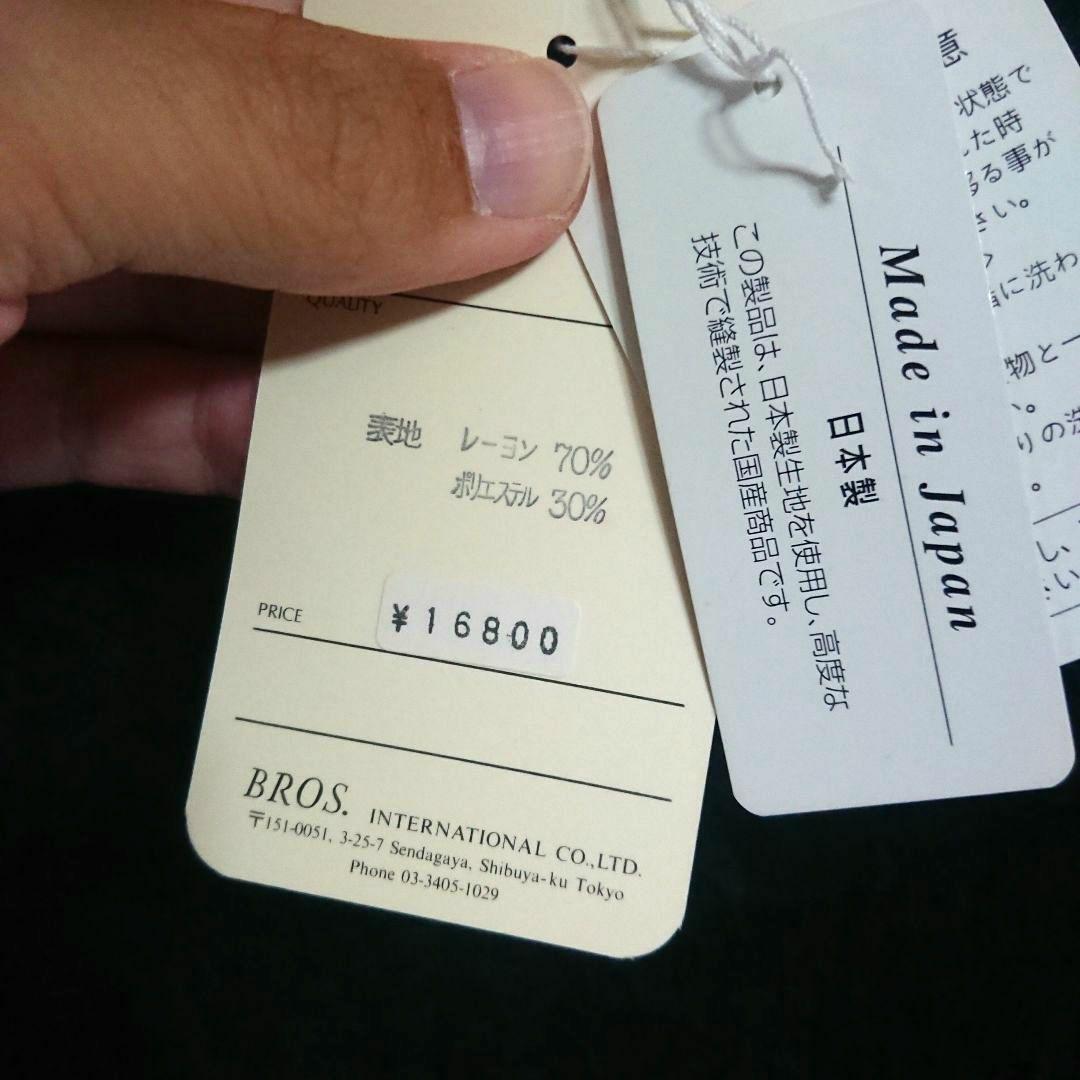 QUALITY
表地 レーヨン 70%
ポリエステル 30%
PRICE
¥16800
BROS. INTERNATIONAL CO.,LTD.
〒151-0051, 3-25-7 Sendagaya, Shibuya-ku Tokyo
Phone 03-3405-1029
Made in Japan
日本製
この製品は、日本製生地を使用し、高度な
技術で縫製された国産商品です。
状態で
た時
る事が
さい。
に洗わ
物と一
。
りの洗
。
し、
い